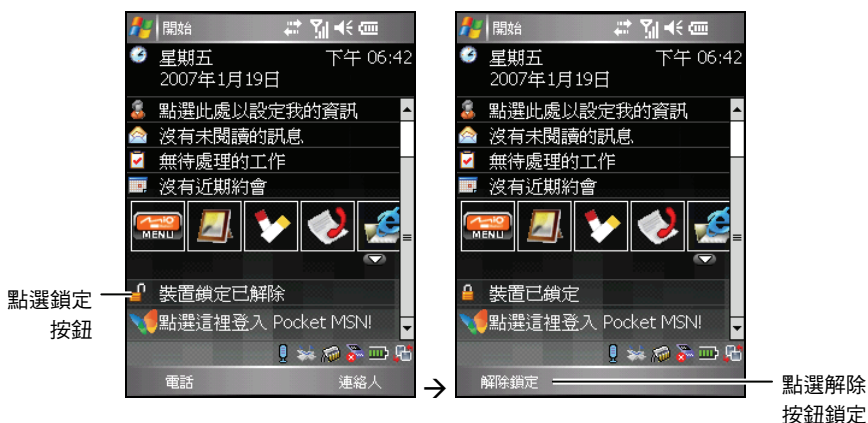 開始
星期五 下午 06:42
2007年1月19日
點選此處以設定我的資訊
沒有未閱讀的訊息
無待處理的工作
沒有近期約會
MIO
MENU
裝置鎖定已解除
點選這裡登入 Pocket MSN!
電話 連絡人
點選鎖定
按鈕
→
開始
星期五 下午 06:42
2007年1月19日
點選此處以設定我的資訊
沒有未閱讀的訊息
無待處理的工作
沒有近期約會
MIO
MENU
裝置已鎖定
點選這裡登入 Pocket MSN!
解除鎖定
點選解除
按鈕鎖定